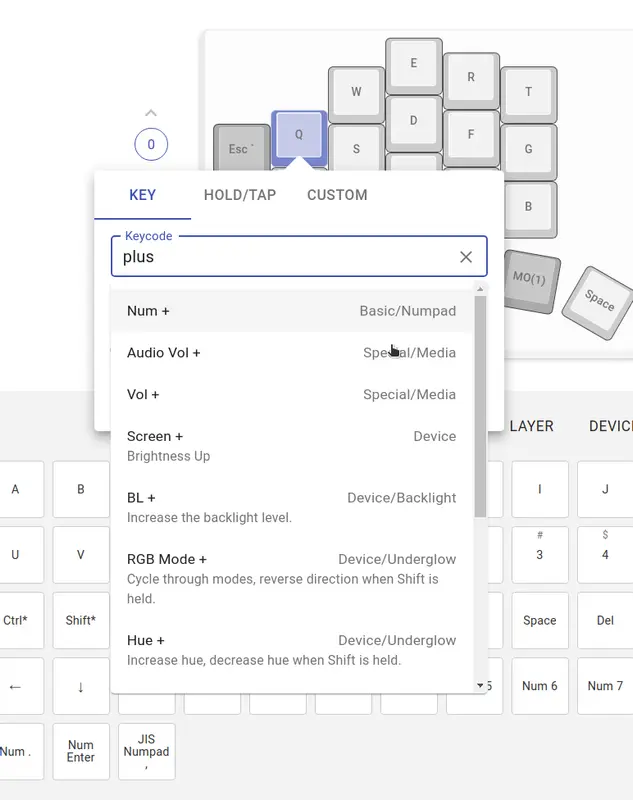 E
R
W
T
0
Q
D
Esc `
S
F
G
KEY
HOLD/TAP
CUSTOM
B
Keycode
plus
MO(1)
Space
Num + Basic/Numpad
Audio Vol + Special/Media
Vol + Special/Media
Screen + Device
Brightness Up
LAYER
DEVIC
BL + Device/Backlight
Increase the backlight level.
RGB Mode + Device/Underglow
Cycle through modes, reverse direction when Shift is
held.
Hue + Device/Underglow
Increase hue, decrease hue when Shift is held.
A
B
I
J
U
V
#
3
$
4
Ctrl*
Shift*
Space
Del
←
↓
5
Num 6
Num 7
Num .
Num
Enter
JIS
Numpad
,